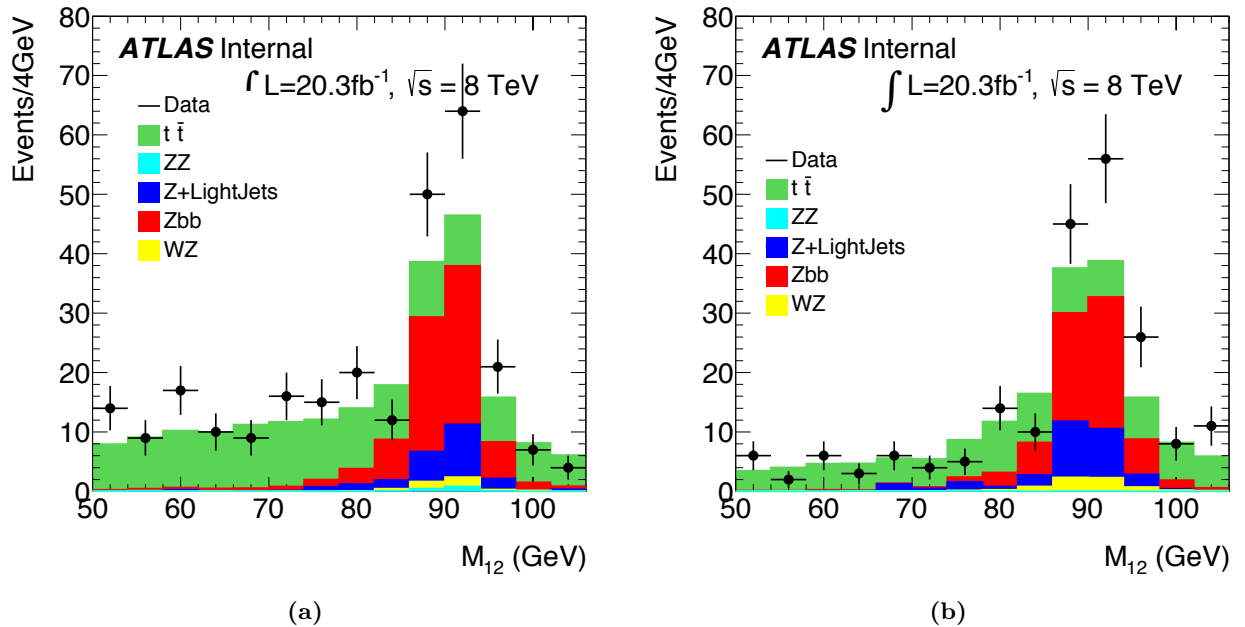 80
70
60
50
40
30
20
10
0
Events/4GeV
ATLAS Internal
∫ L=20.3fb⁻¹, √s = 8 TeV
Data
t t̄
ZZ
Z+LightJets
Zbb
WZ
50 60 70 80 90 100
M₁₂ (GeV)
(a)
80
70
60
50
40
30
20
10
0
Events/4GeV
ATLAS Internal
∫ L=20.3fb⁻¹, √s = 8 TeV
Data
t t̄
ZZ
Z+LightJets
Zbb
WZ
50 60 70 80 90 100
M₁₂ (GeV)
(b)